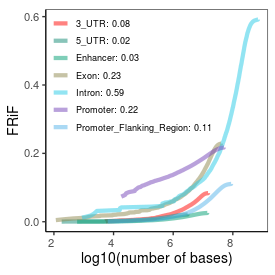 0.6
0.4
0.2
0.0
FRiF
3_UTR: 0.08
5_UTR: 0.02
Enhancer: 0.03
Exon: 0.23
Intron: 0.59
Promoter: 0.22
Promoter_Flanking_Region: 0.11
2 4 6 8
log10(number of bases)